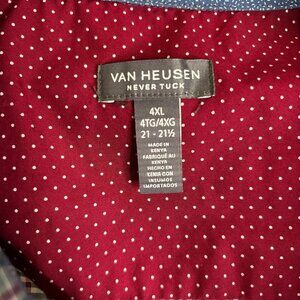 VAN HEUSEN
NEVER TUCK
4XL
4TG/4XG
21 - 21½
MADE IN
KENYA
FABRIQUÉ AU
KENYA
HECHO EN
KENIA CON
INSUMOS
IMPORTADOS